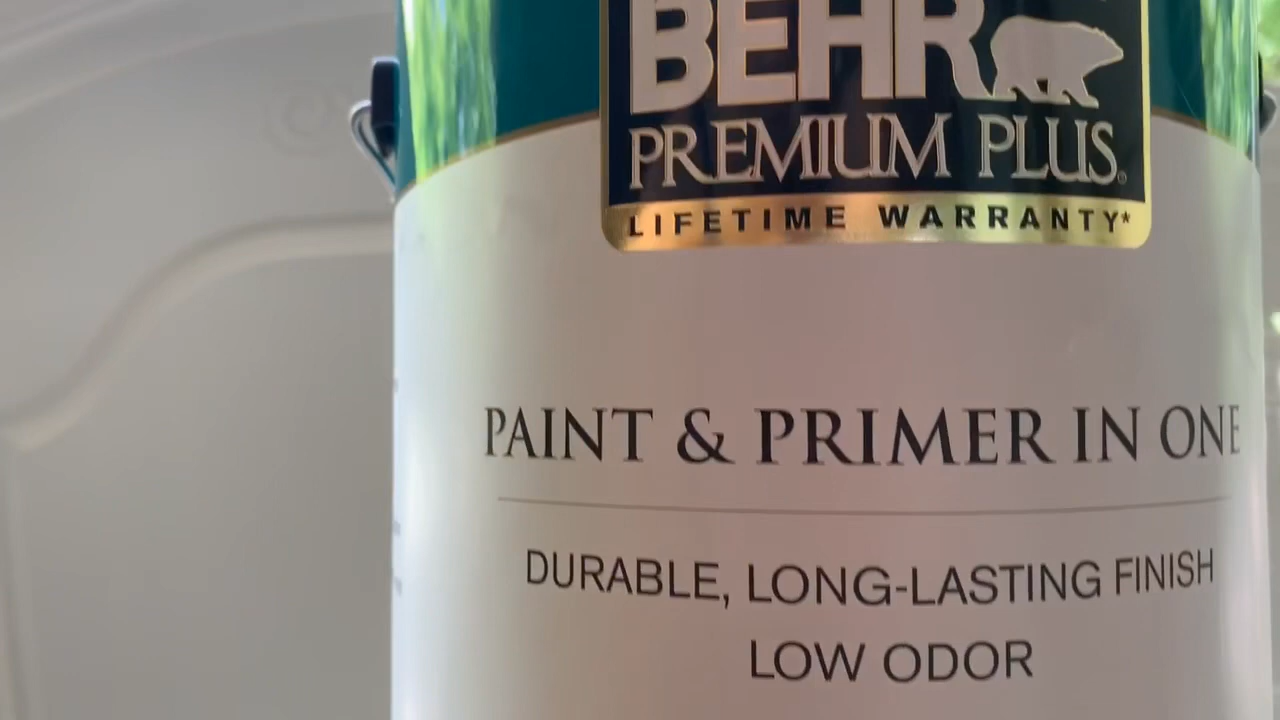 BEHR
PREMIUM PLUS®
LIFETIME WARRANTY*
PAINT & PRIMER IN ONE
DURABLE, LONG-LASTING FINISH
LOW ODOR